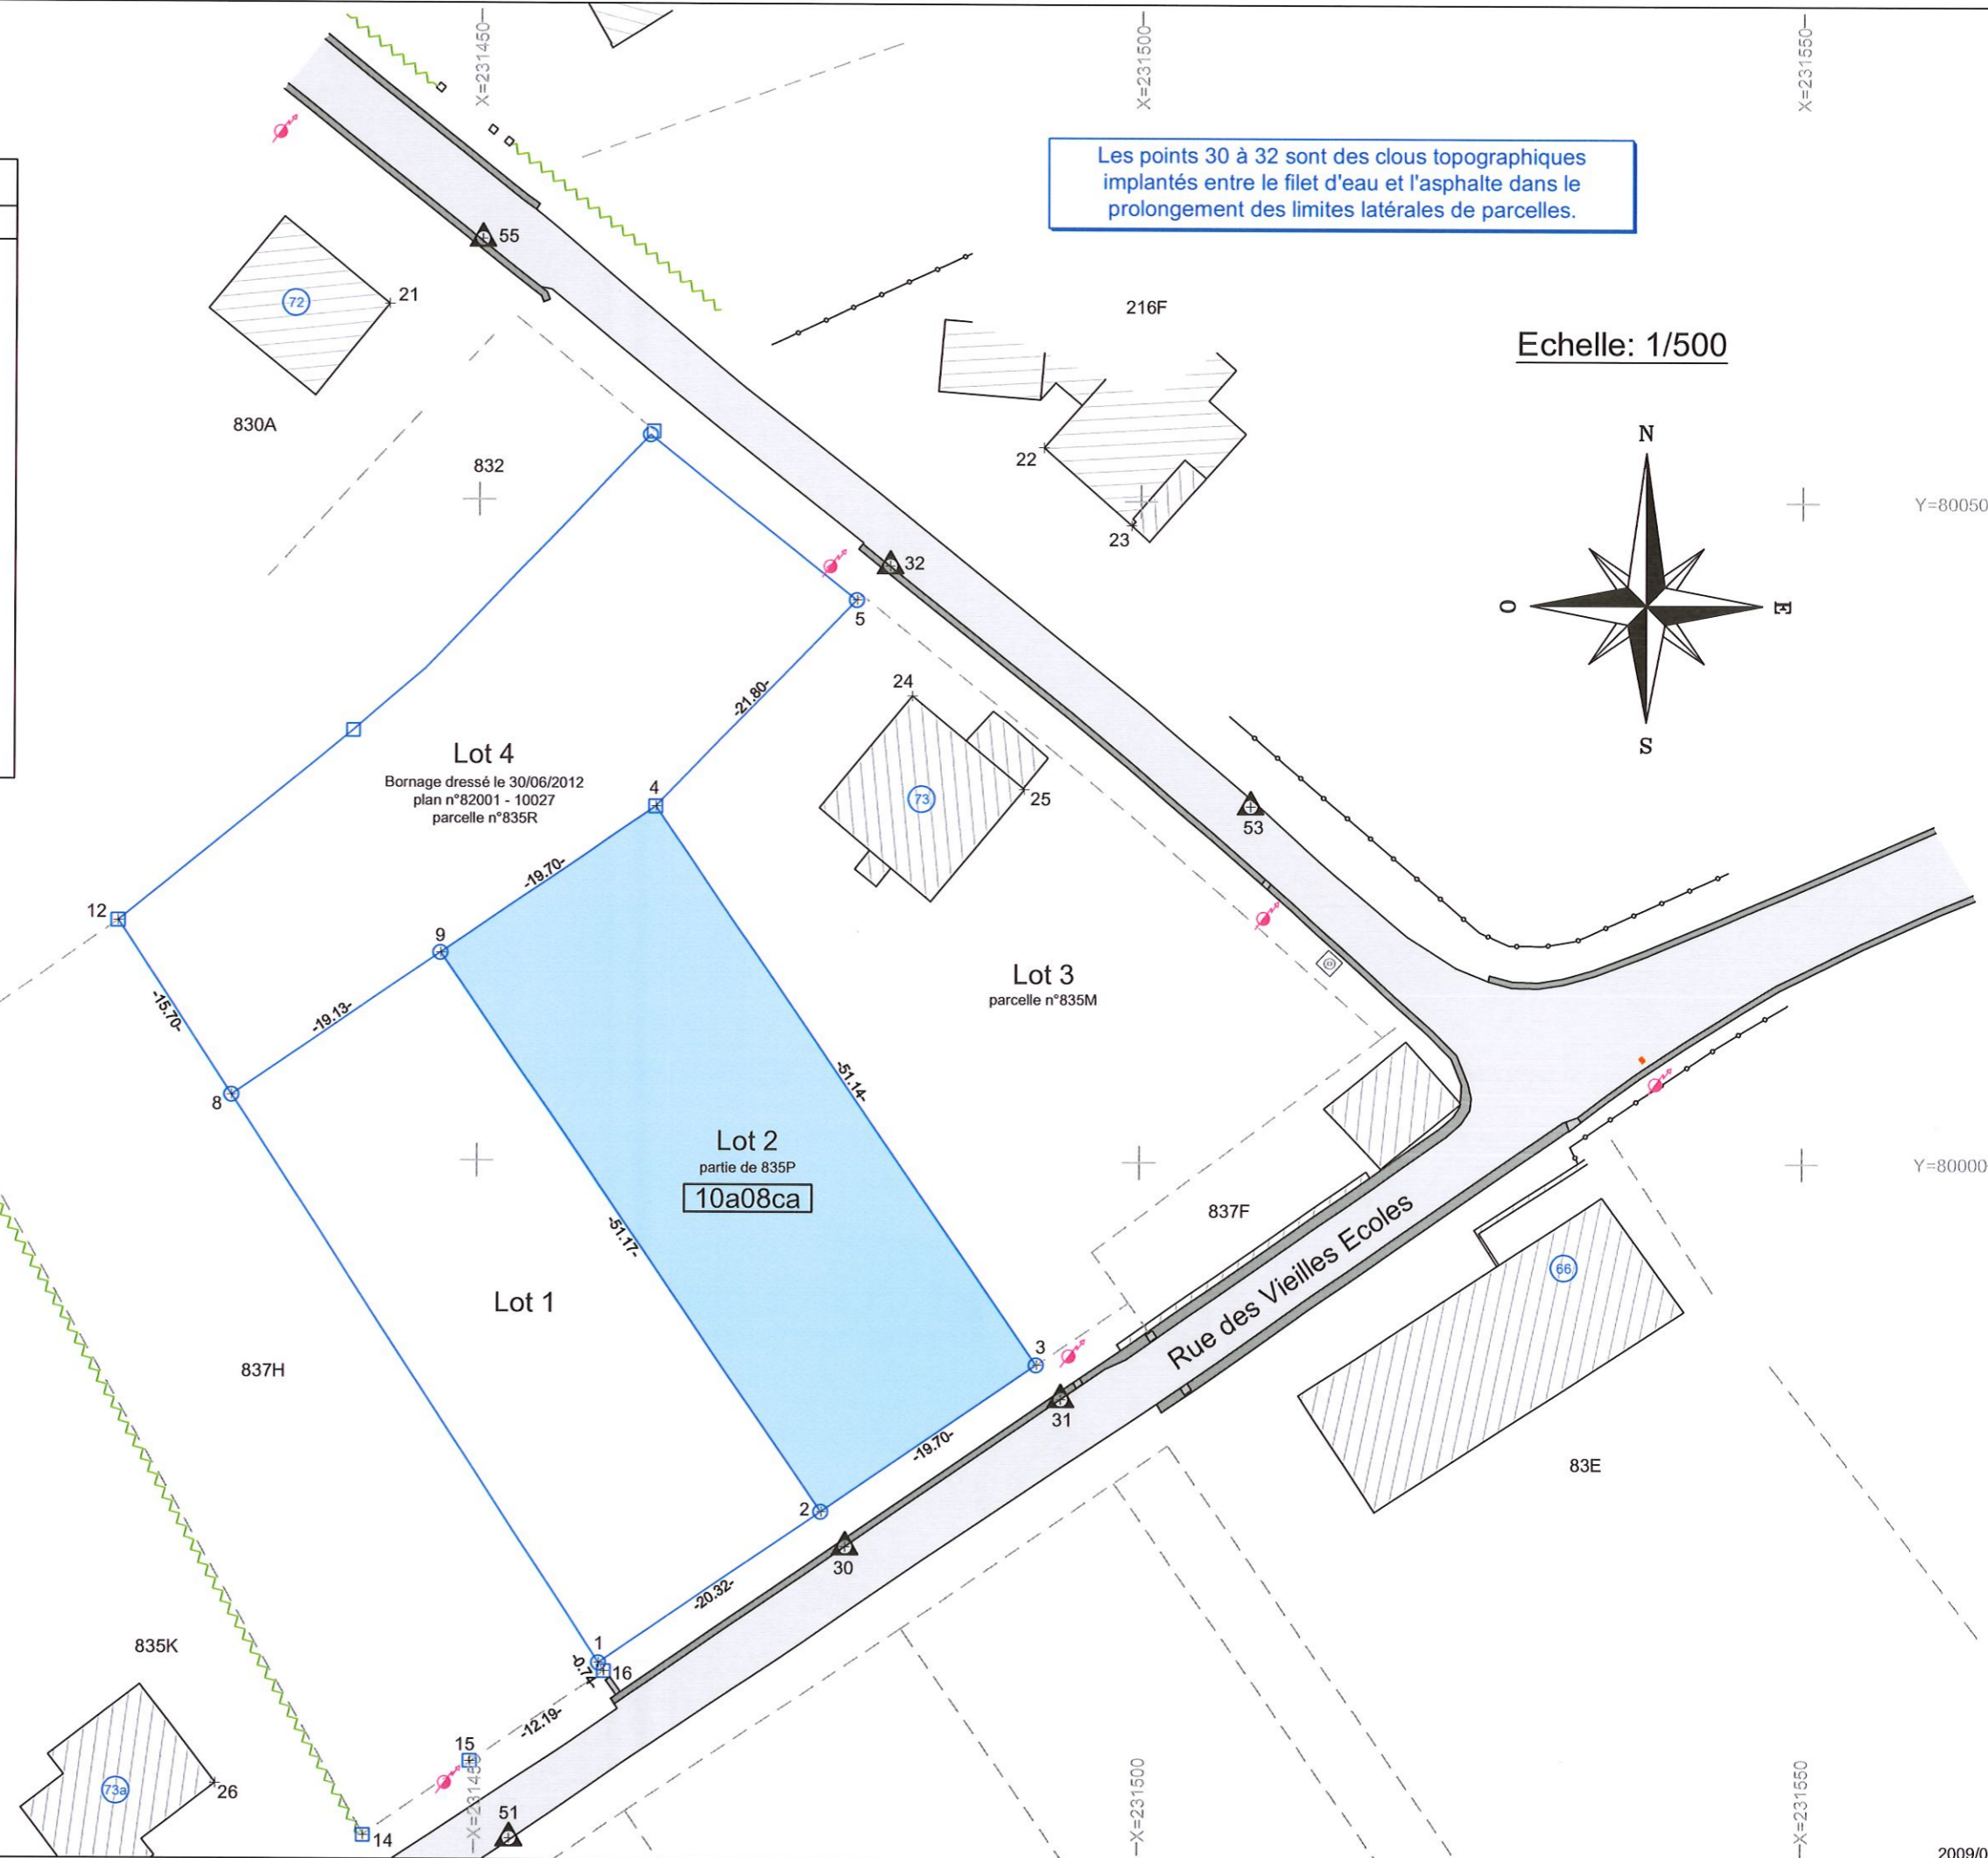 X=231450
X=231500
X=231550
Les points 30 à 32 sont des clous topographiques
implantés entre le filet d'eau et l'asphalte dans le
prolongement des limites latérales de parcelles.
55
72
21
216F
Echelle: 1/500
830A
832
22
23
N
O
E
S
Y=80050
32
5
-21.80-
24
73
25
53
Lot 4
Bornage dressé le 30/06/2012
plan n°82001 - 10027
parcelle n°835R
4
-19.70-
12
9
-15.70-
-19.13-
8
Lot 3
parcelle n°835M
-51.14-
Lot 2
partie de 835P
10a08ca
-51.17-
Y=80000
837F
Rue des Vieilles Ecoles
66
Lot 1
837H
3
31
-19.70-
83E
2
30
-20.32-
835K
1
-0.74-
16
-12.19-
15
73a
26
14
51
X=231450
X=231500
X=231550
2009/0